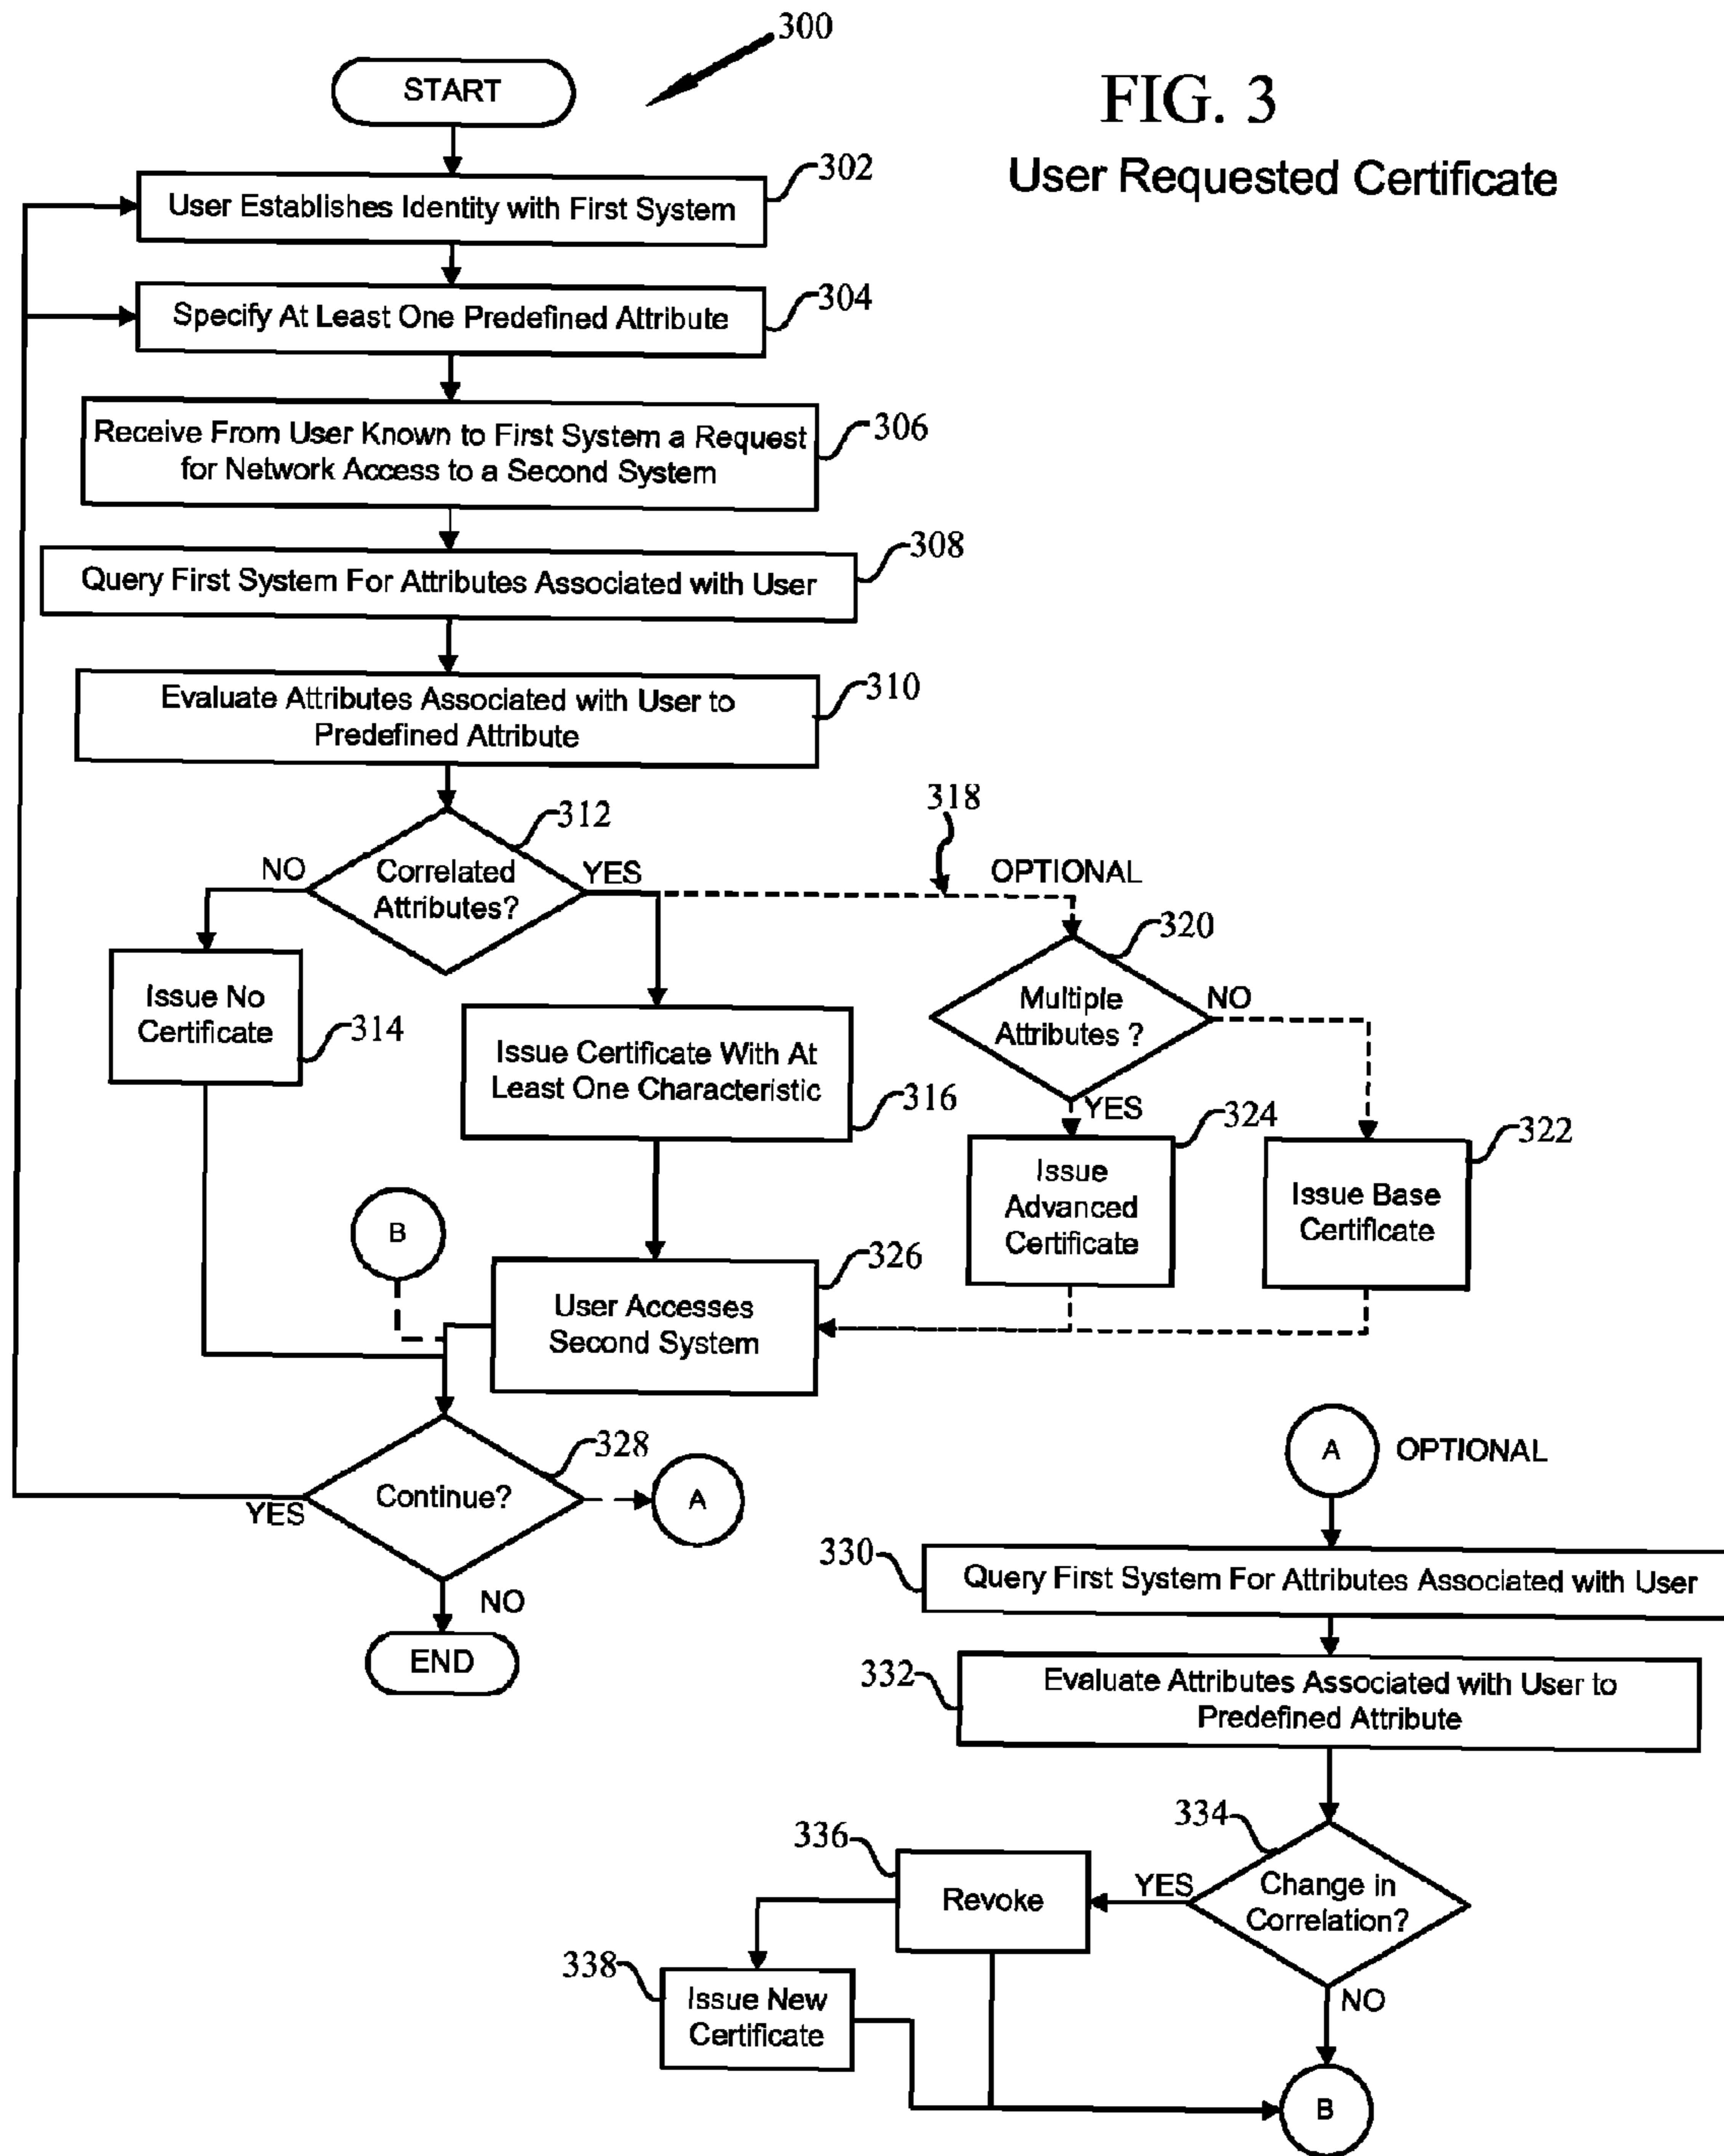 300
START
FIG. 3
User Requested Certificate
302
User Establishes Identity with First System
304
Specify At Least One Predefined Attribute
306
Receive From User Known to First System a Request
for Network Access to a Second System
308
Query First System For Attributes Associated with User
310
Evaluate Attributes Associated with User to
Predefined Attribute
312
318
NO
Correlated
Attributes?
YES
OPTIONAL
320
Multiple
Attributes ?
NO
YES
Issue No
Certificate
314
Issue Certificate With At
Least One Characteristic
316
324
322
Issue
Advanced
Certificate
Issue Base
Certificate
B
326
User Accesses
Second System
328
Continue?
YES
A
NO
END
A
OPTIONAL
330
Query First System For Attributes Associated with User
332
Evaluate Attributes Associated with User to
Predefined Attribute
334
336
Revoke
YES
Change in
Correlation?
338
Issue New
Certificate
NO
B